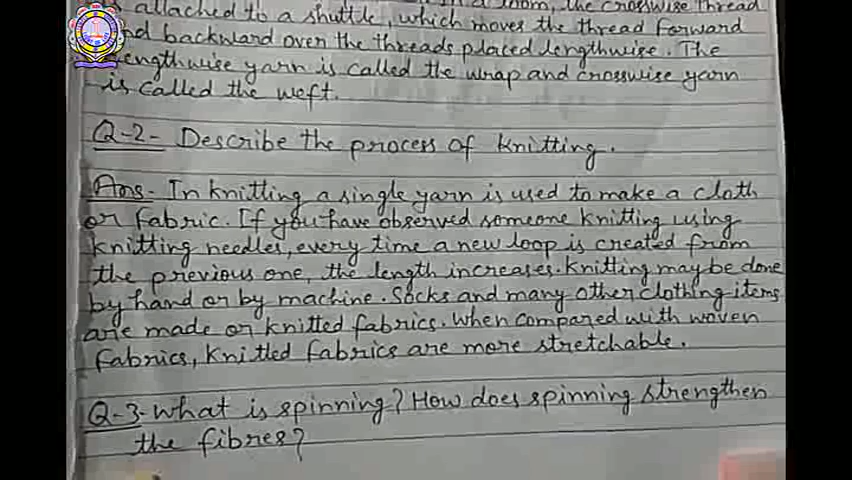 a loom, the crosswise thread
attached to a shuttle, which moves the thread forward
and backward over the threads placed lengthwise. The
lengthwise yarn is called the wrap and crosswise yarn
is called the weft.
Q-2- Describe the process of knitting.
Ans- In knitting a single yarn is used to make a cloth
or fabric. If you have observed someone knitting using
knitting needles, every time a new loop is created from
the previous one, the length increases. Knitting may be done
by hand or by machine. Socks and many other clothing items
are made or knitted fabrics. When compared with woven
fabrics, knitted fabrics are more stretchable.
Q-3- What is spinning? How does spinning strengthen
the fibres?